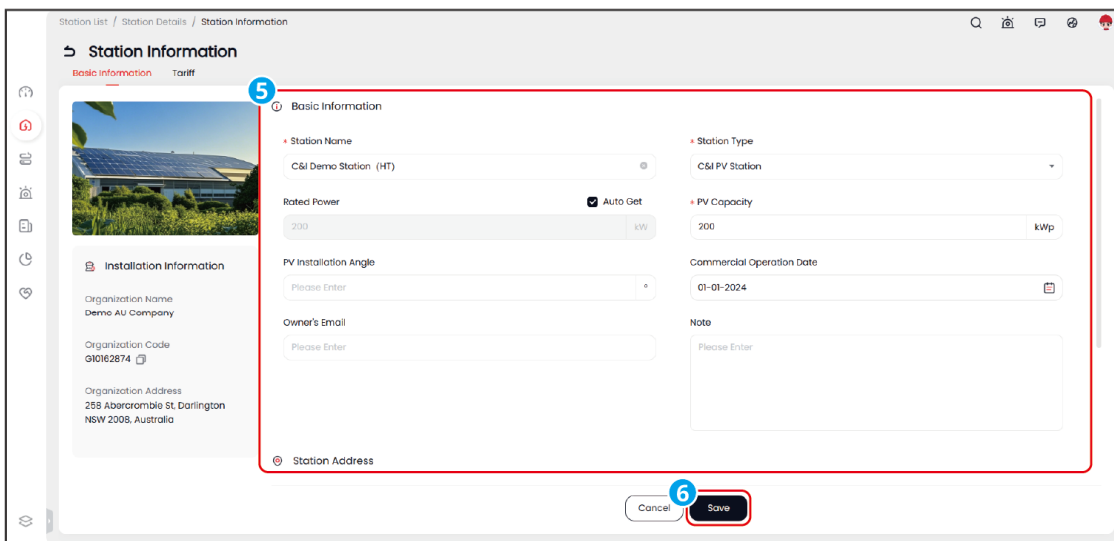 Station List / Station Details / Station Information
Station Information
Basic Information Tariff
5
Basic Information
* Station Name
* Station Type
C&I Demo Station (HT)
C&I PV Station
Rated Power
Auto Get
* PV Capacity
200 kW
200 kWp
PV Installation Angle
Commercial Operation Date
Please Enter °
01-01-2024
Owner's Email
Note
Please Enter
Please Enter
Installation Information
Organization Name
Demo AU Company
Organization Code
G10162874
Organization Address
258 Abercrombie St, Darlington
NSW 2008, Australia
Station Address
6
Cancel
Save